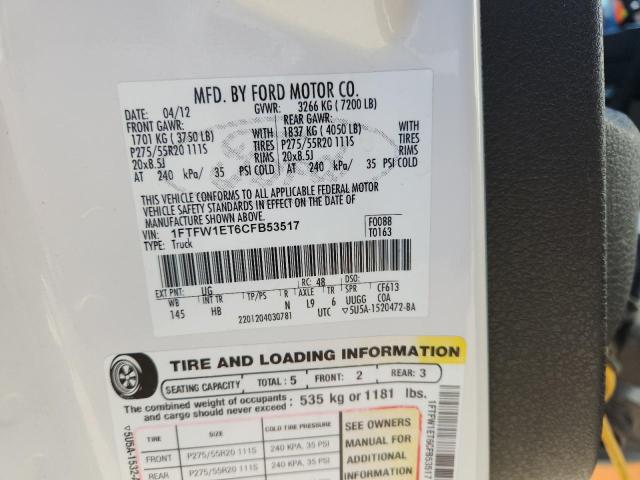 MFD. BY FORD MOTOR CO.
DATE: 04/12 GVWR: 3266 KG (7200 LB)
FRONT GAWR: REAR GAWR:
1701 KG (3750 LB) WITH 1837 KG (4050 LB) WITH
P275/55R20 111S TIRES P275/55R20 111S TIRES
20x8.5J RIMS 20x8.5J RIMS
AT 240 kPa/ 35 PSI COLD AT 240 kPa/ 35 PSI COLD
THIS VEHICLE CONFORMS TO ALL APPLICABLE FEDERAL MOTOR
VEHICLE SAFETY STANDARDS IN EFFECT ON THE DATE OF
MANUFACTURE SHOWN ABOVE.
VIN: 1FTFW1ET6CFB53517 F0088
TYPE: Truck T0163
EXT PNT: UG RC: 48 DSO:
WB INT TR TP/PS R AXLE TR SPR CF613
145 HB N L9 6 UUGG COA
2201204030781 UTC ▽5U5A-1520472-BA
TIRE AND LOADING INFORMATION
SEATING CAPACITY TOTAL: 5 FRONT: 2 REAR: 3
The combined weight of occupants and cargo should never exceed: 535 kg or 1181 lbs.
TIRE SIZE COLD TIRE PRESSURE
FRONT P275/55R20 111S 240 KPA, 35 PSI
REAR P275/55R20 111S 240 KPA, 35 PSI
SEE OWNERS
MANUAL FOR
ADDITIONAL
INFORMATION
▽5U5A-1532
1FTFW1ET6CFB53517